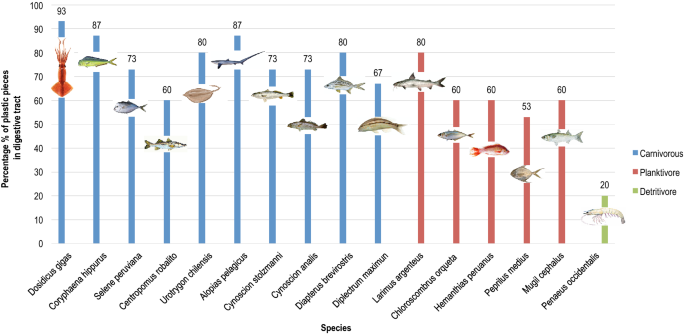 Percentage % of plastic pieces
in digestive tract
100
90
80
70
60
50
40
30
20
10
0
93
87
73
60
80
87
73
73
80
67
80
60
60
53
60
20
Dosidicus gigas
Coryphaena hippurus
Selene peruviana
Centropomus robalito
Urotrygon chilensis
Alopias pelagicus
Cynoscion stolzmanni
Cynoscion analis
Diapterus brevirostris
Diplectrum maximun
Larimus argenteus
Chloroscombrus orqueta
Hemanthias peruanus
Peprilus medius
Mugil cephalus
Penaeus occidentalis
Species
Carnivorous
Planktivore
Detritivore